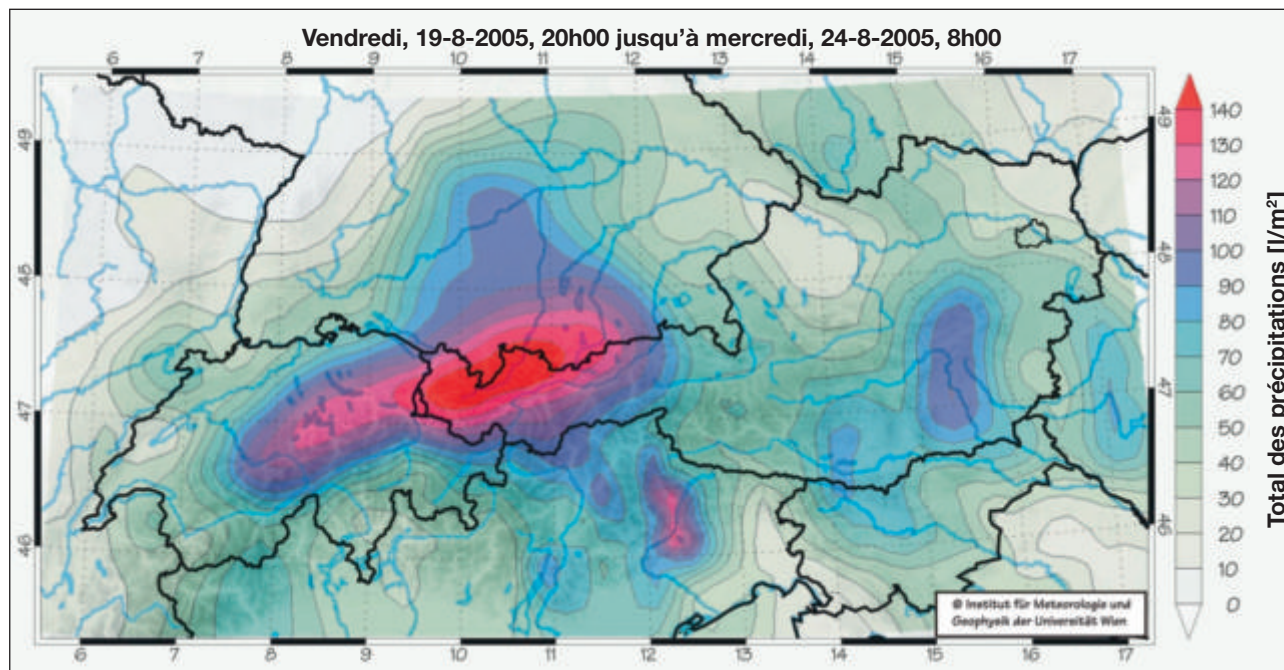 Vendredi, 19-8-2005, 20h00 jusqu'à mercredi, 24-8-2005, 8h00
6 7 8 9 10 11 12 13 14 15 16 17
49 48 47 46
49 48 47 46
6 7 8 9 10 11 12 13 14 15 16 17
© Institut für Meteorologie und
Geophysik der Universität Wien
140
130
120
110
100
90
80
70
60
50
40
30
20
10
0
Total des précipitations [l/m²]